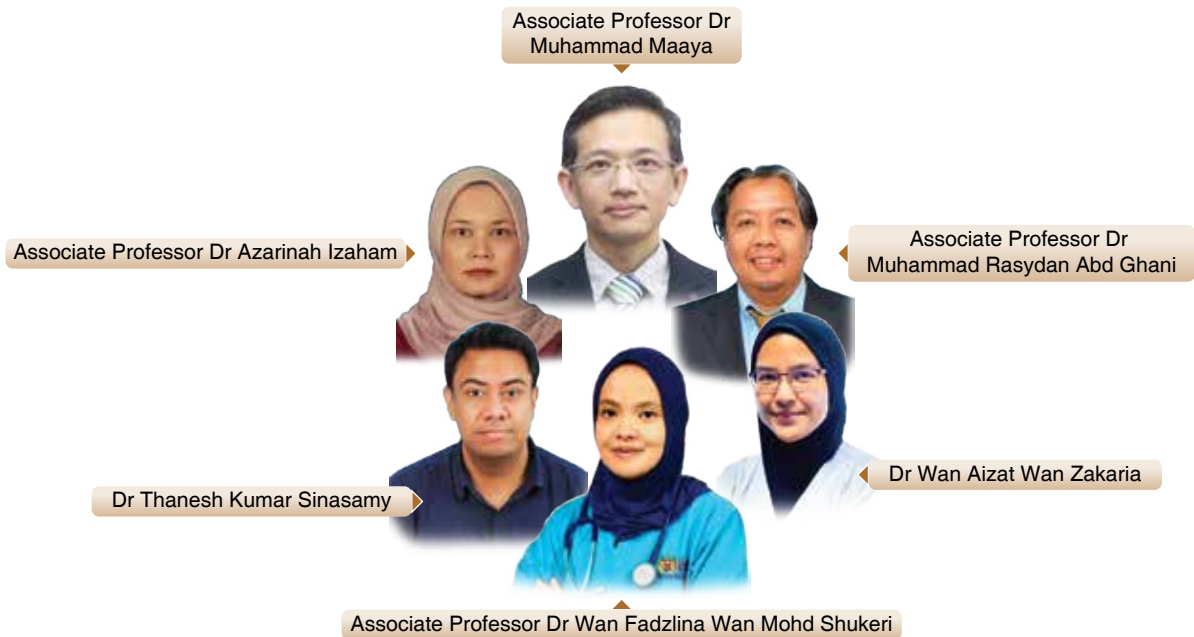 Associate Professor Dr
Muhammad Maaya
Associate Professor Dr Azarinah Izaham
Associate Professor Dr
Muhammad Rasydan Abd Ghani
Dr Thanesh Kumar Sinasamy
Dr Wan Aizat Wan Zakaria
Associate Professor Dr Wan Fadzlina Wan Mohd Shukeri